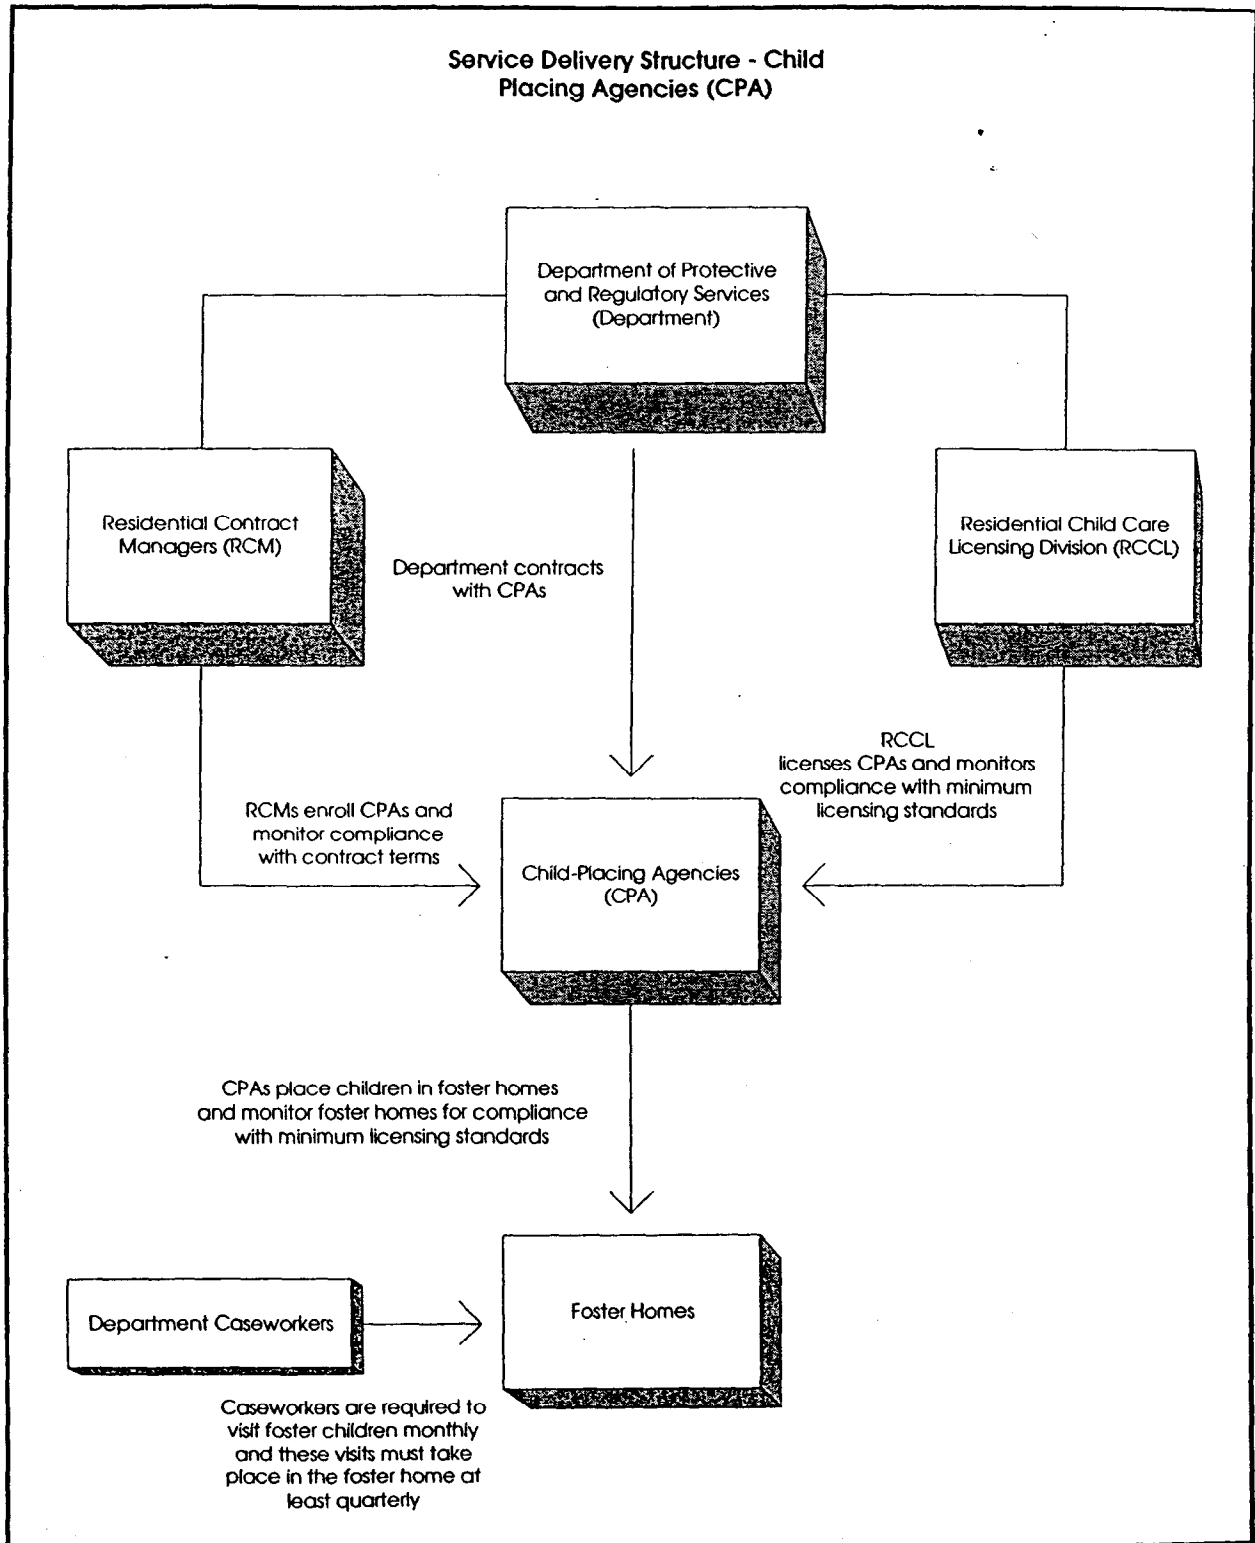 Service Delivery Structure - Child
Placing Agencies (CPA)
Department of Protective
and Regulatory Services
(Department)
Residential Contract
Managers (RCM)
Residential Child Care
Licensing Division (RCCL)
Department contracts
with CPAs
RCCL
licenses CPAs and monitors
compliance with minimum
licensing standards
RCMs enroll CPAs and
monitor compliance
with contract terms
Child-Placing Agencies
(CPA)
CPAs place children in foster homes
and monitor foster homes for compliance
with minimum licensing standards
Department Caseworkers
Foster Homes
Caseworkers are required to
visit foster children monthly
and these visits must take
place in the foster home at
least quarterly